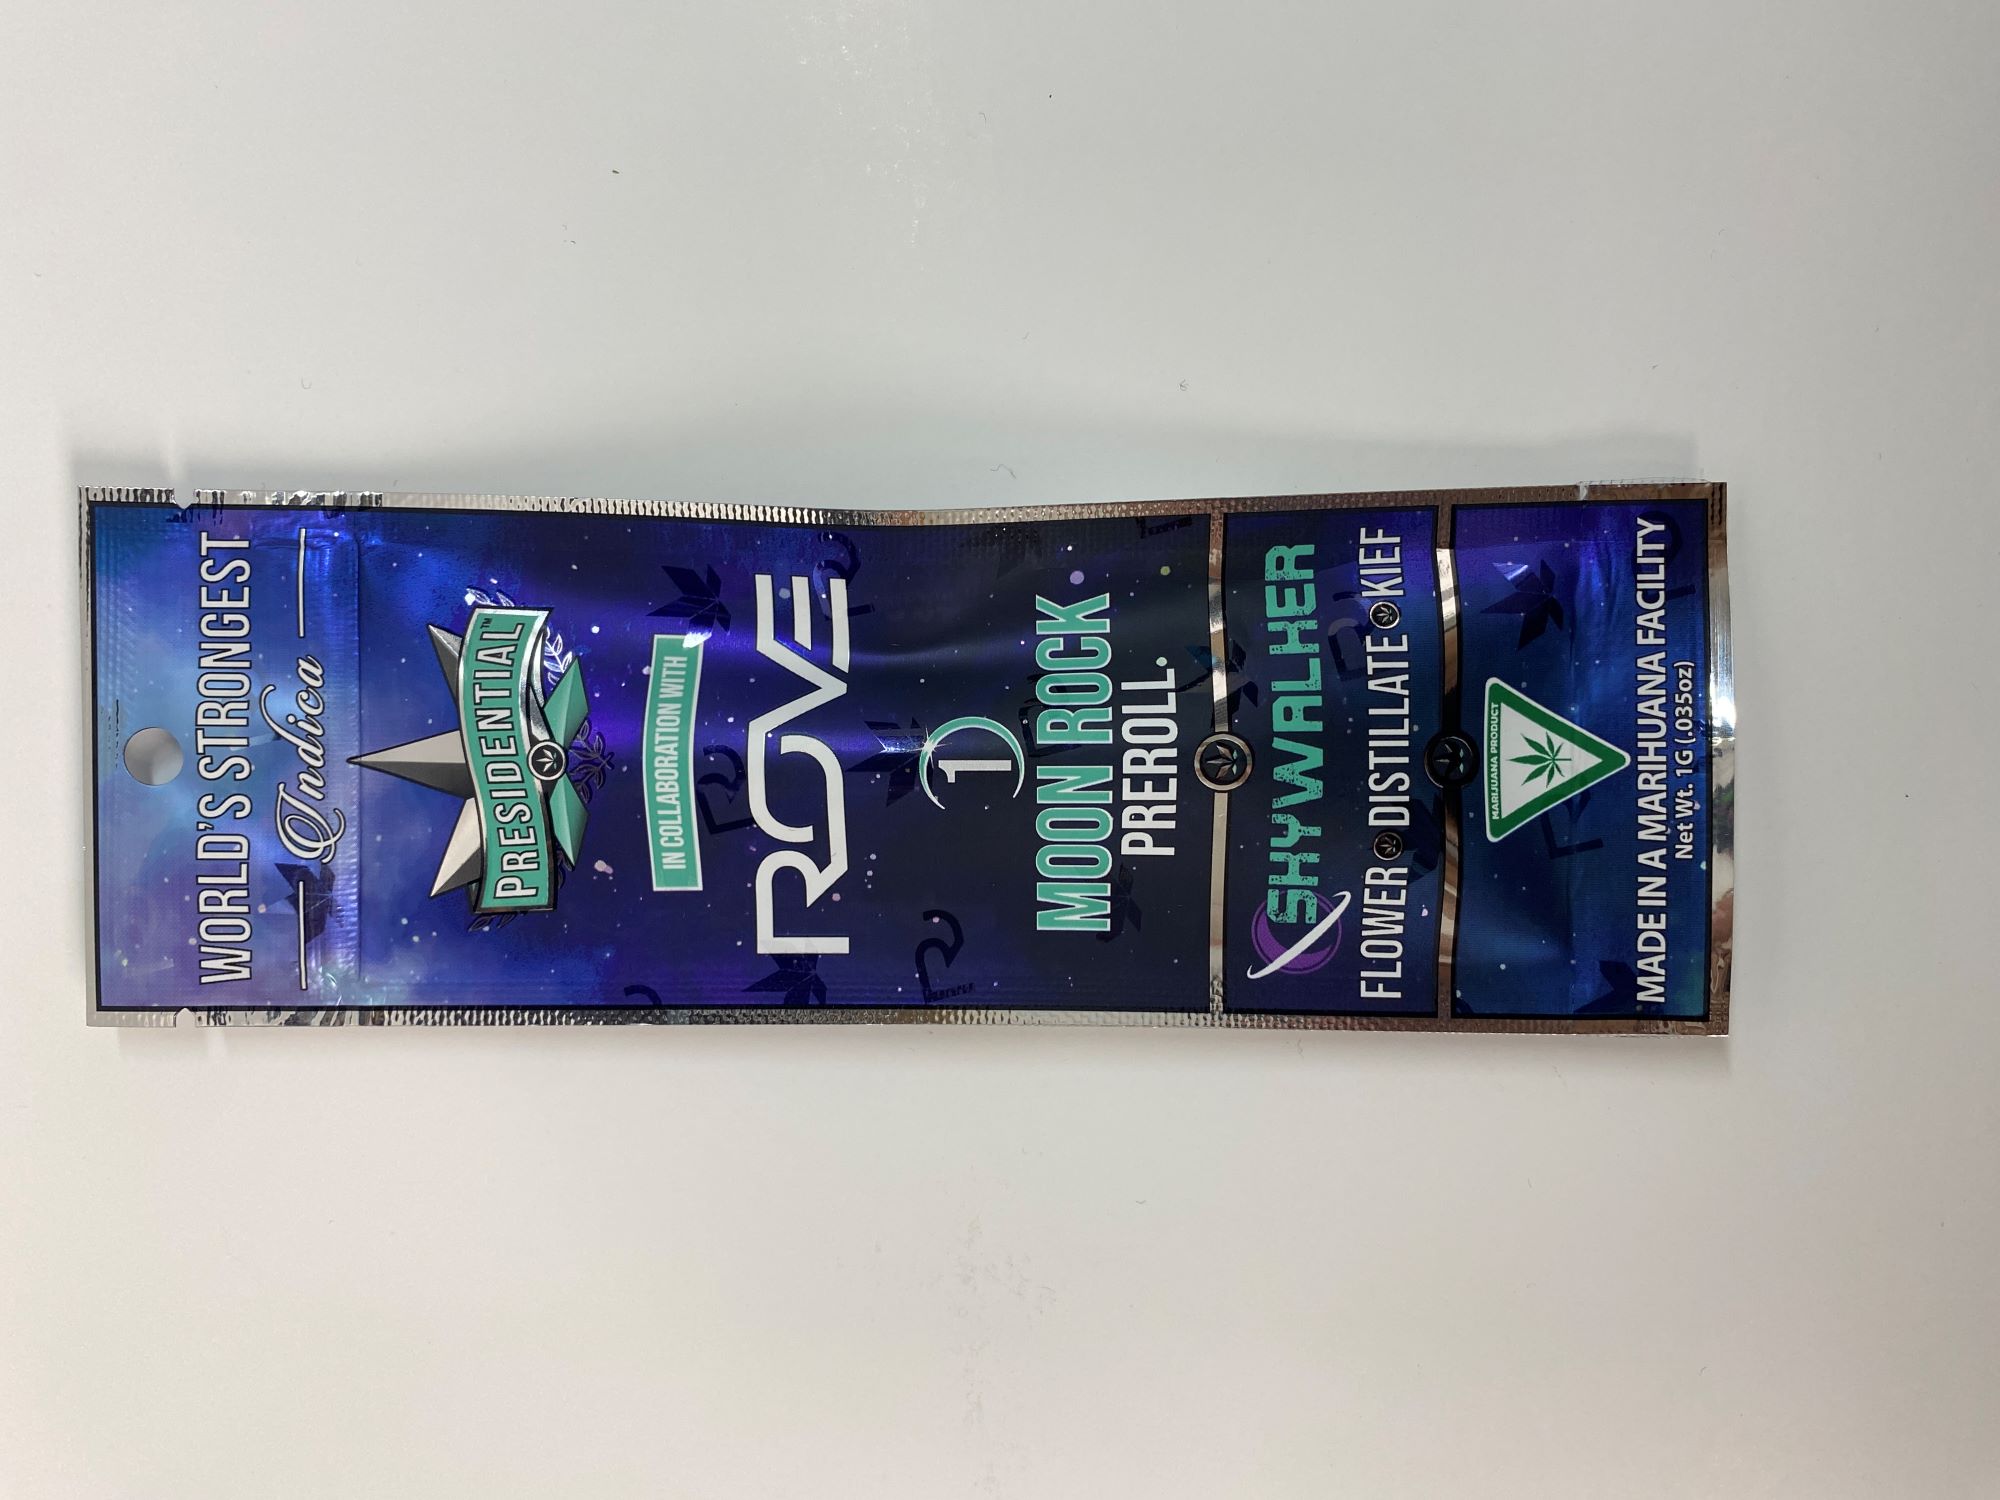 WORLD'S STRONGEST
Indica
PRESIDENTIAL™
IN COLLABORATION WITH
ROVE
1
MOON ROCK
PREROLL.
SKYWALKER
FLOWER DISTILLATE KIEF
MARIJUANA PRODUCT
MADE IN A MARIHUANA FACILITY
Net Wt. 1G (.035oz)